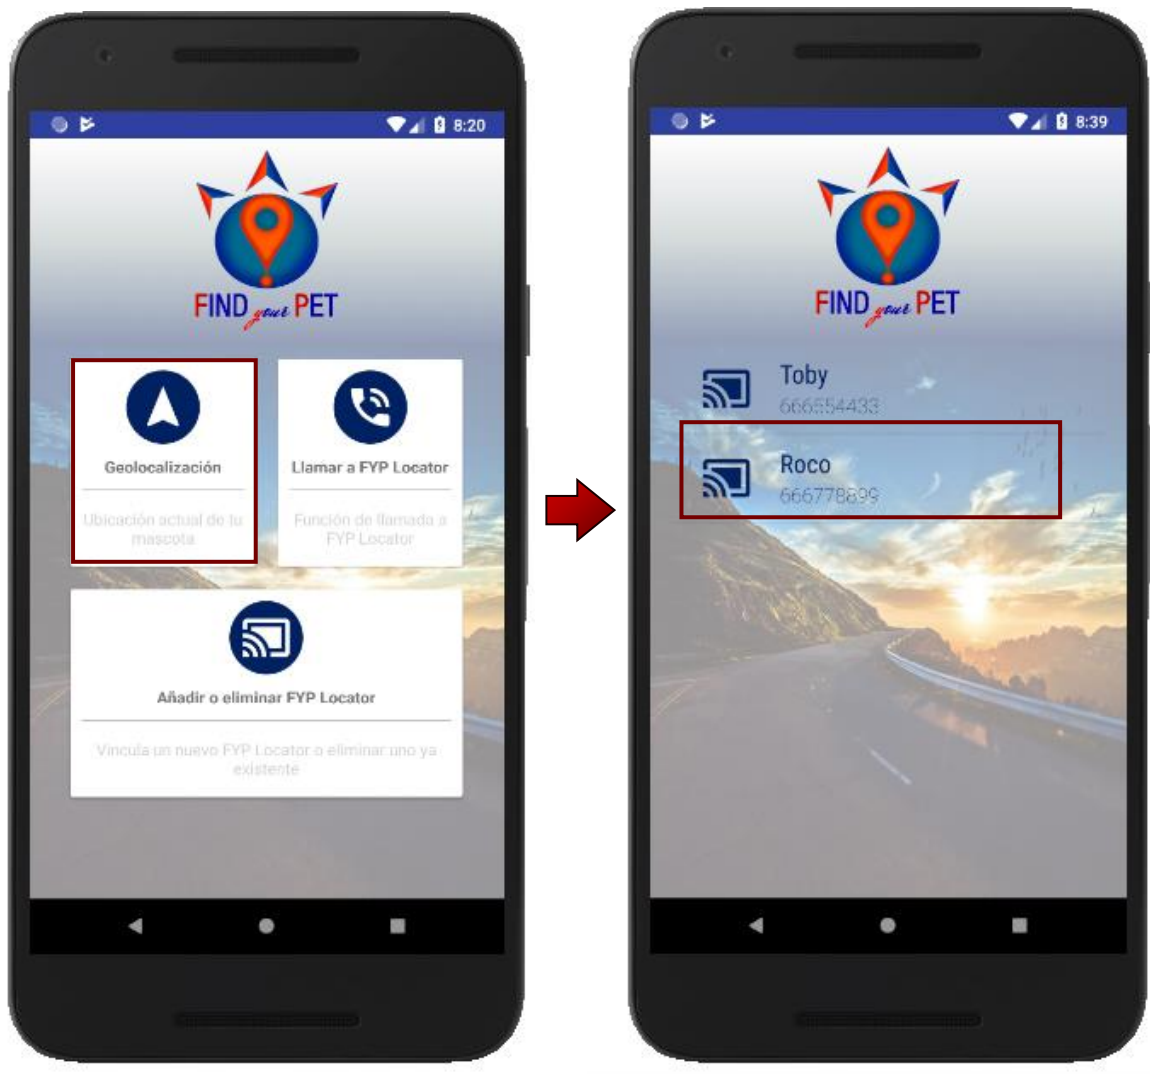 8:20
FIND your PET
Geolocalización
Ubicación actual de tu
mascota
Llamar a FYP Locator
Función de llamada a
FYP Locator
Añadir o eliminar FYP Locator
Vincula un nuevo FYP Locator o eliminar uno ya
existente
8:39
FIND your PET
Toby
666554433
Roco
666778899